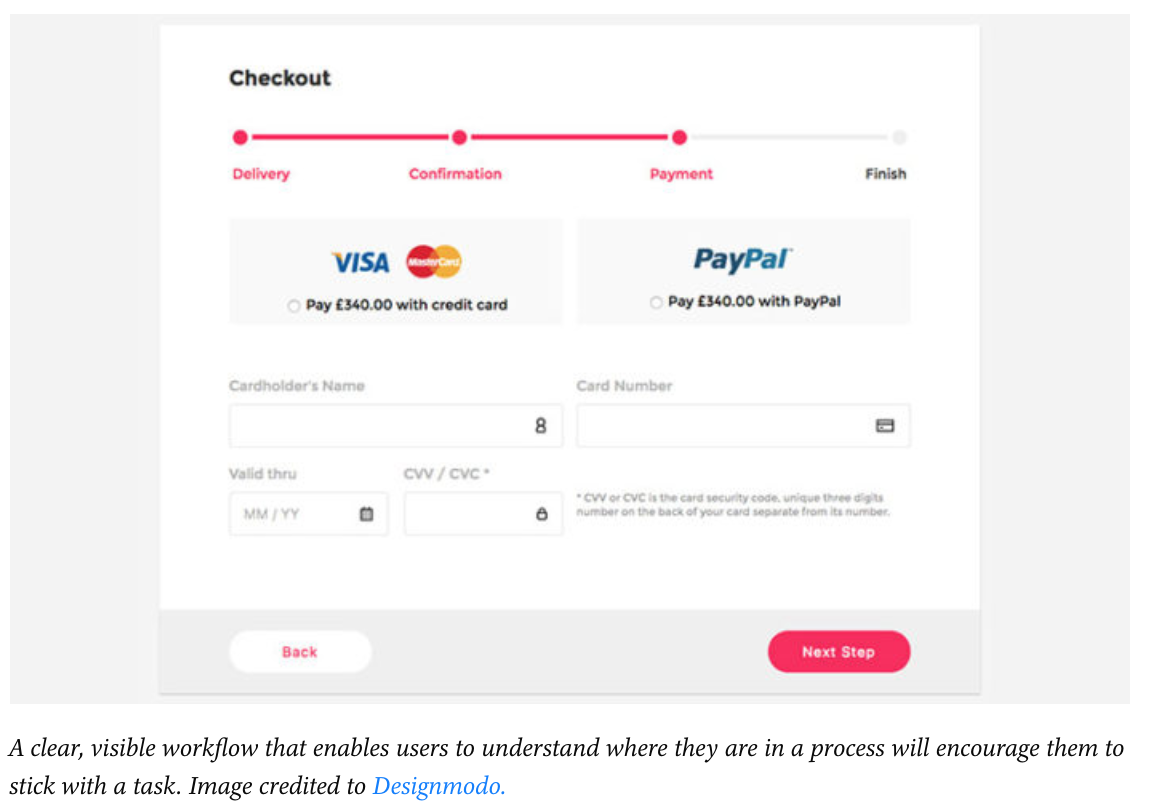 Checkout
Delivery Confirmation Payment Finish
VISA MasterCard PayPal
Pay £340.00 with credit card Pay £340.00 with PayPal
Cardholder's Name Card Number
Valid thru CVV / CVC *
* CVV or CVC is the card security code, unique three digits
number on the back of your card separate from its number.
MM / YY
Back Next Step
A clear, visible workflow that enables users to understand where they are in a process will encourage them to
stick with a task. Image credited to Designmodo.